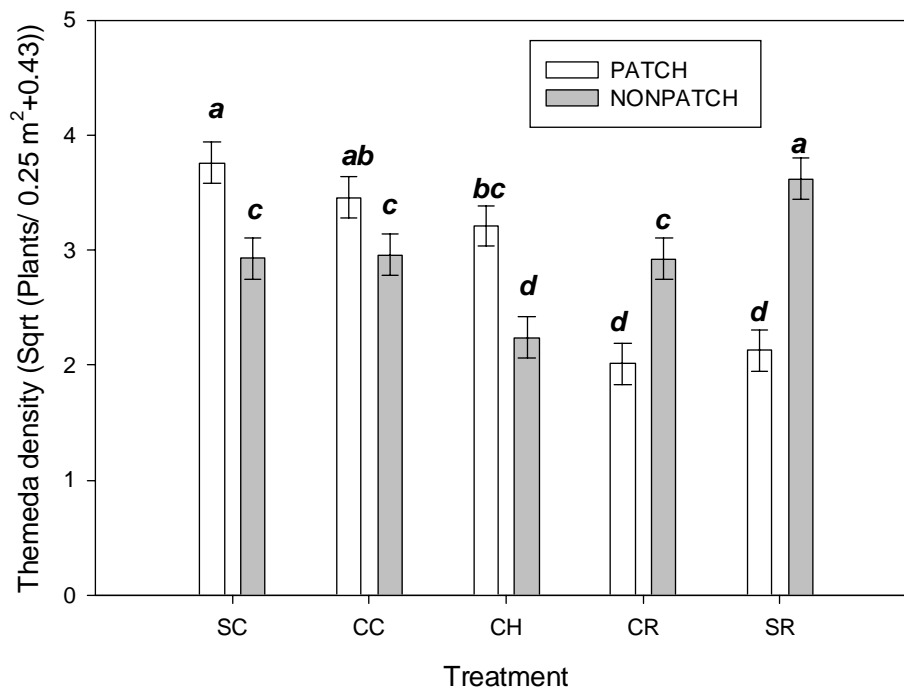 Themeda density (Sqrt (Plants/ 0.25 m²+0.43))
5
4
3
2
1
0
PATCH
NONPATCH
a
c
ab
c
bc
d
d
c
d
a
SC CC CH CR SR
Treatment